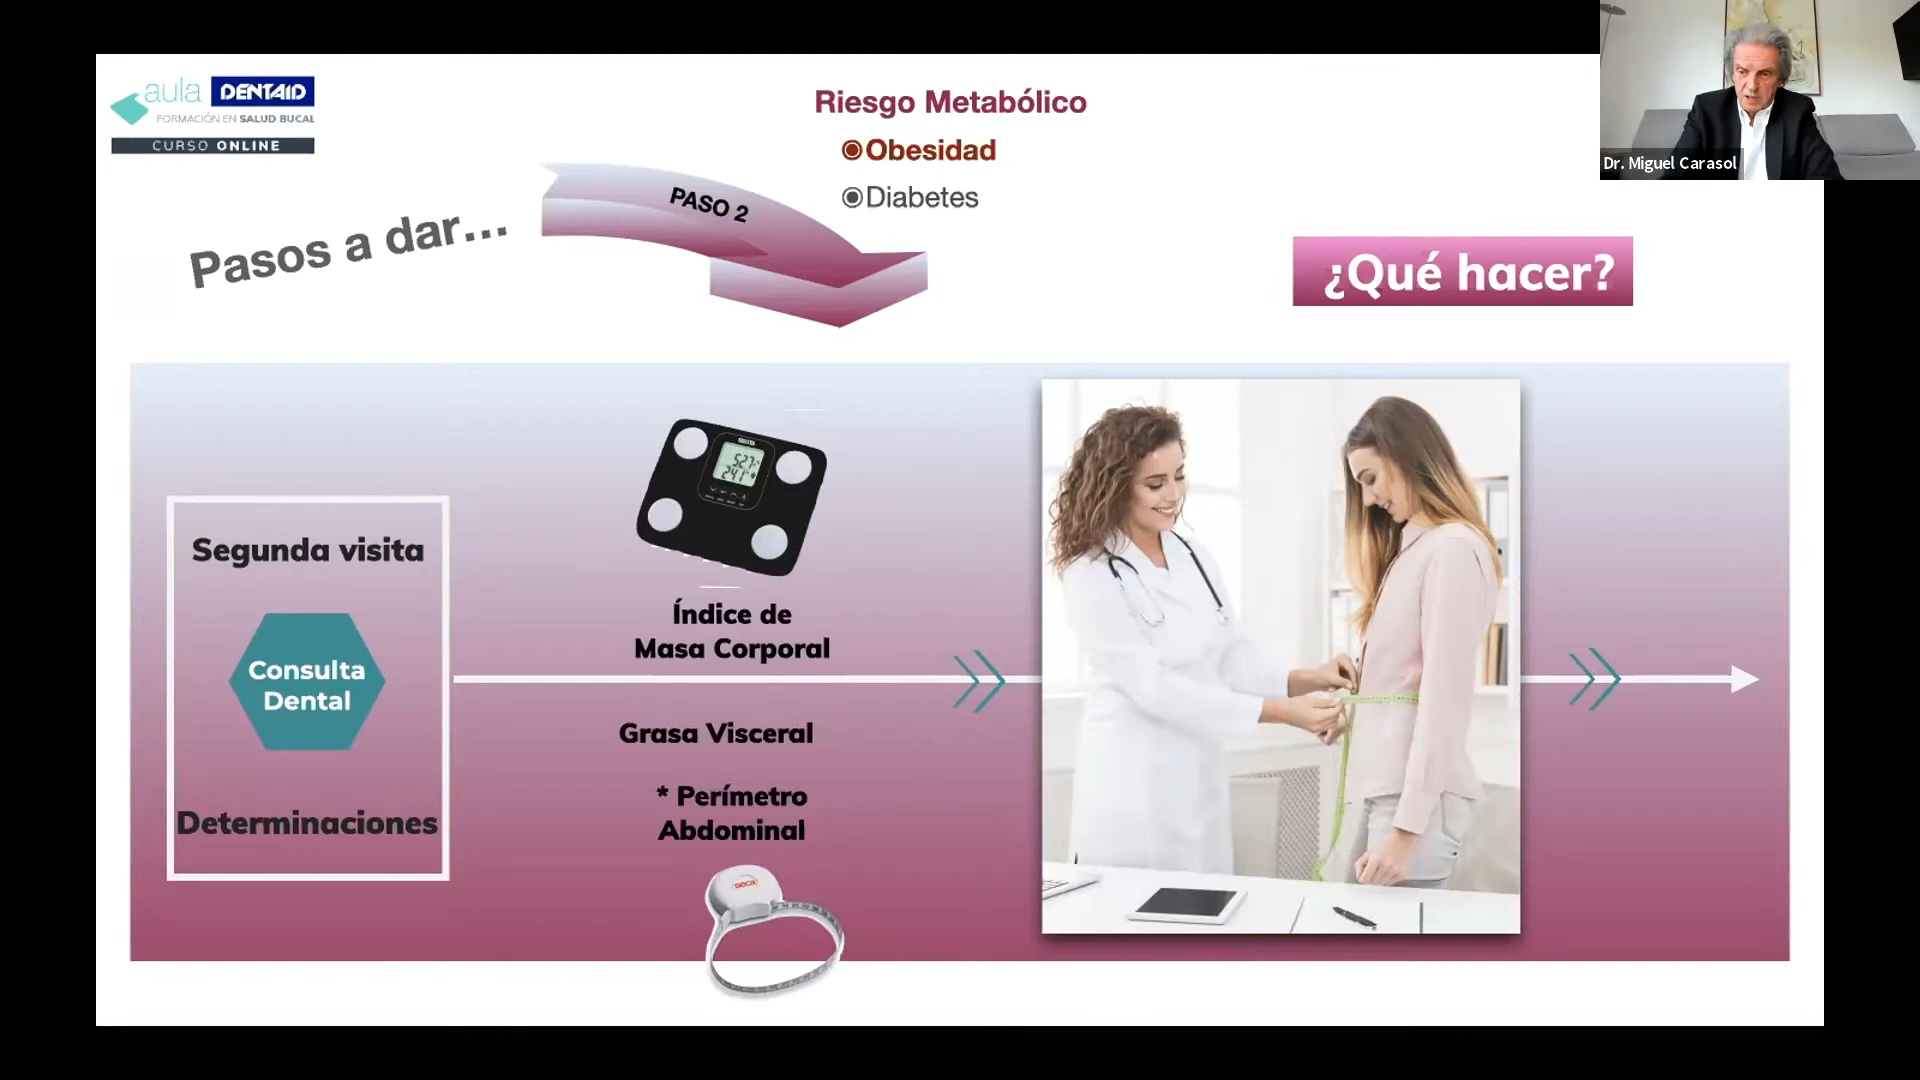 aula DENTAID
FORMACIÓN EN SALUD BUCAL
CURSO ONLINE
Riesgo Metabólico
Obesidad
Diabetes
Dr. Miguel Carasol
Pasos a dar...
PASO 2
¿Qué hacer?
Segunda visita
Consulta
Dental
Determinaciones
Índice de
Masa Corporal
Grasa Visceral
* Perímetro
Abdominal
seca